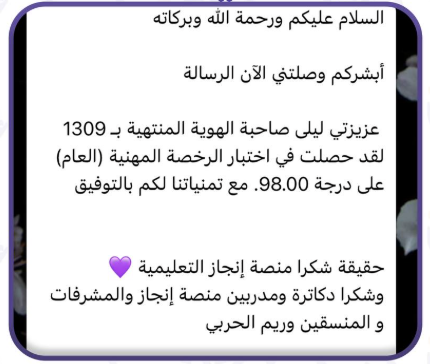 السلام عليكم ورحمة الله وبركاته
أبشركم وصلتني الآن الرسالة
عزيزتي ليلى صاحبة الهوية المنتهية بـ 1309
لقد حصلت في اختبار الرخصة المهنية (العام)
على درجة 98.00. مع تمنياتنا لكم بالتوفيق
حقيقة شكرا منصة إنجاز التعليمية 💜
وشكرا دكاترة ومدربين منصة إنجاز والمشرفات
و المنسقين وريم الحربي